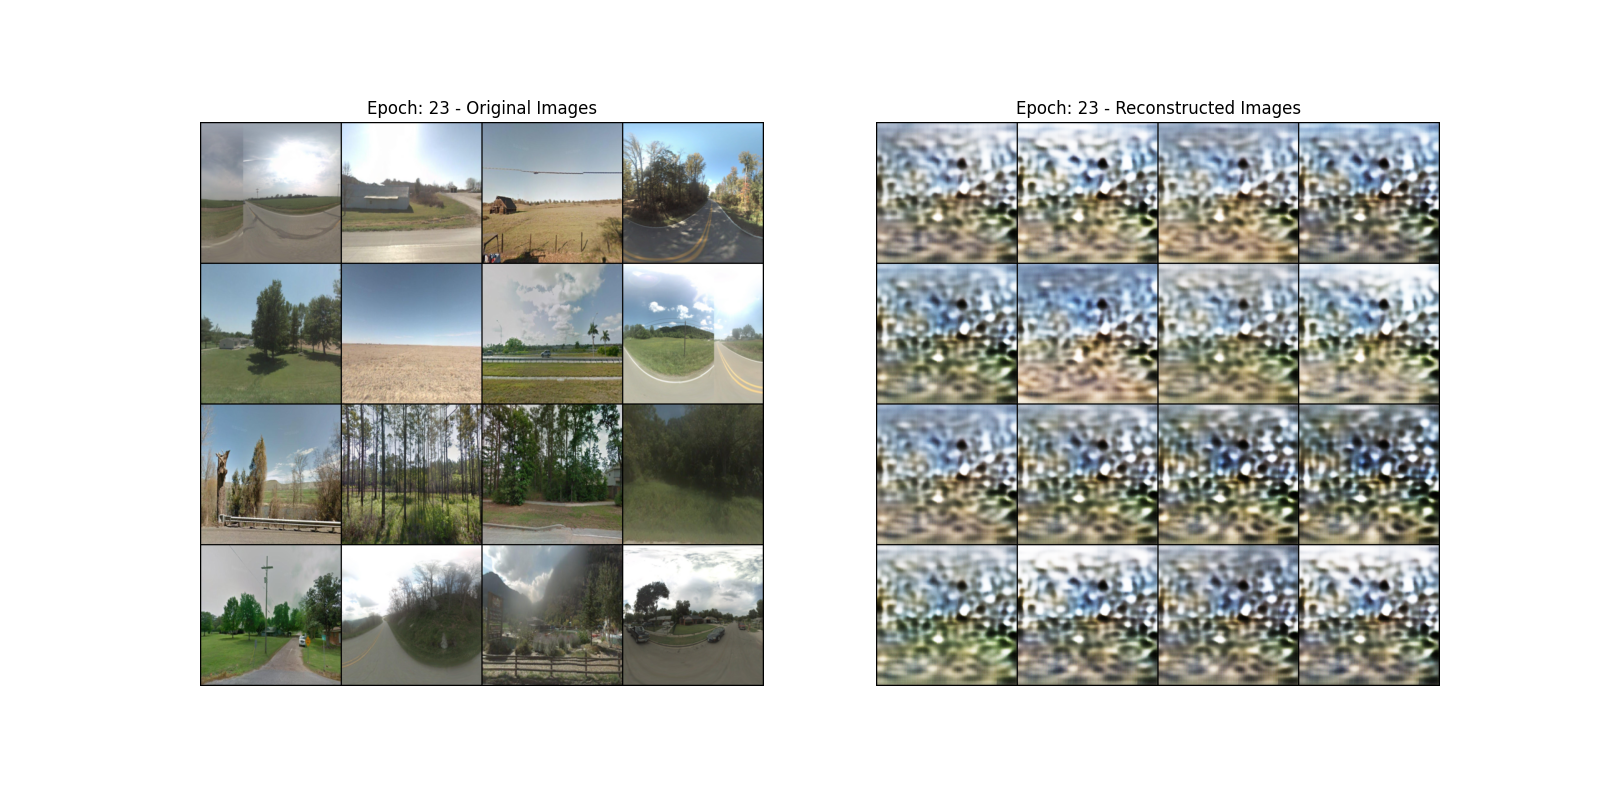 Epoch: 23 - Original Images
Epoch: 23 - Reconstructed Images